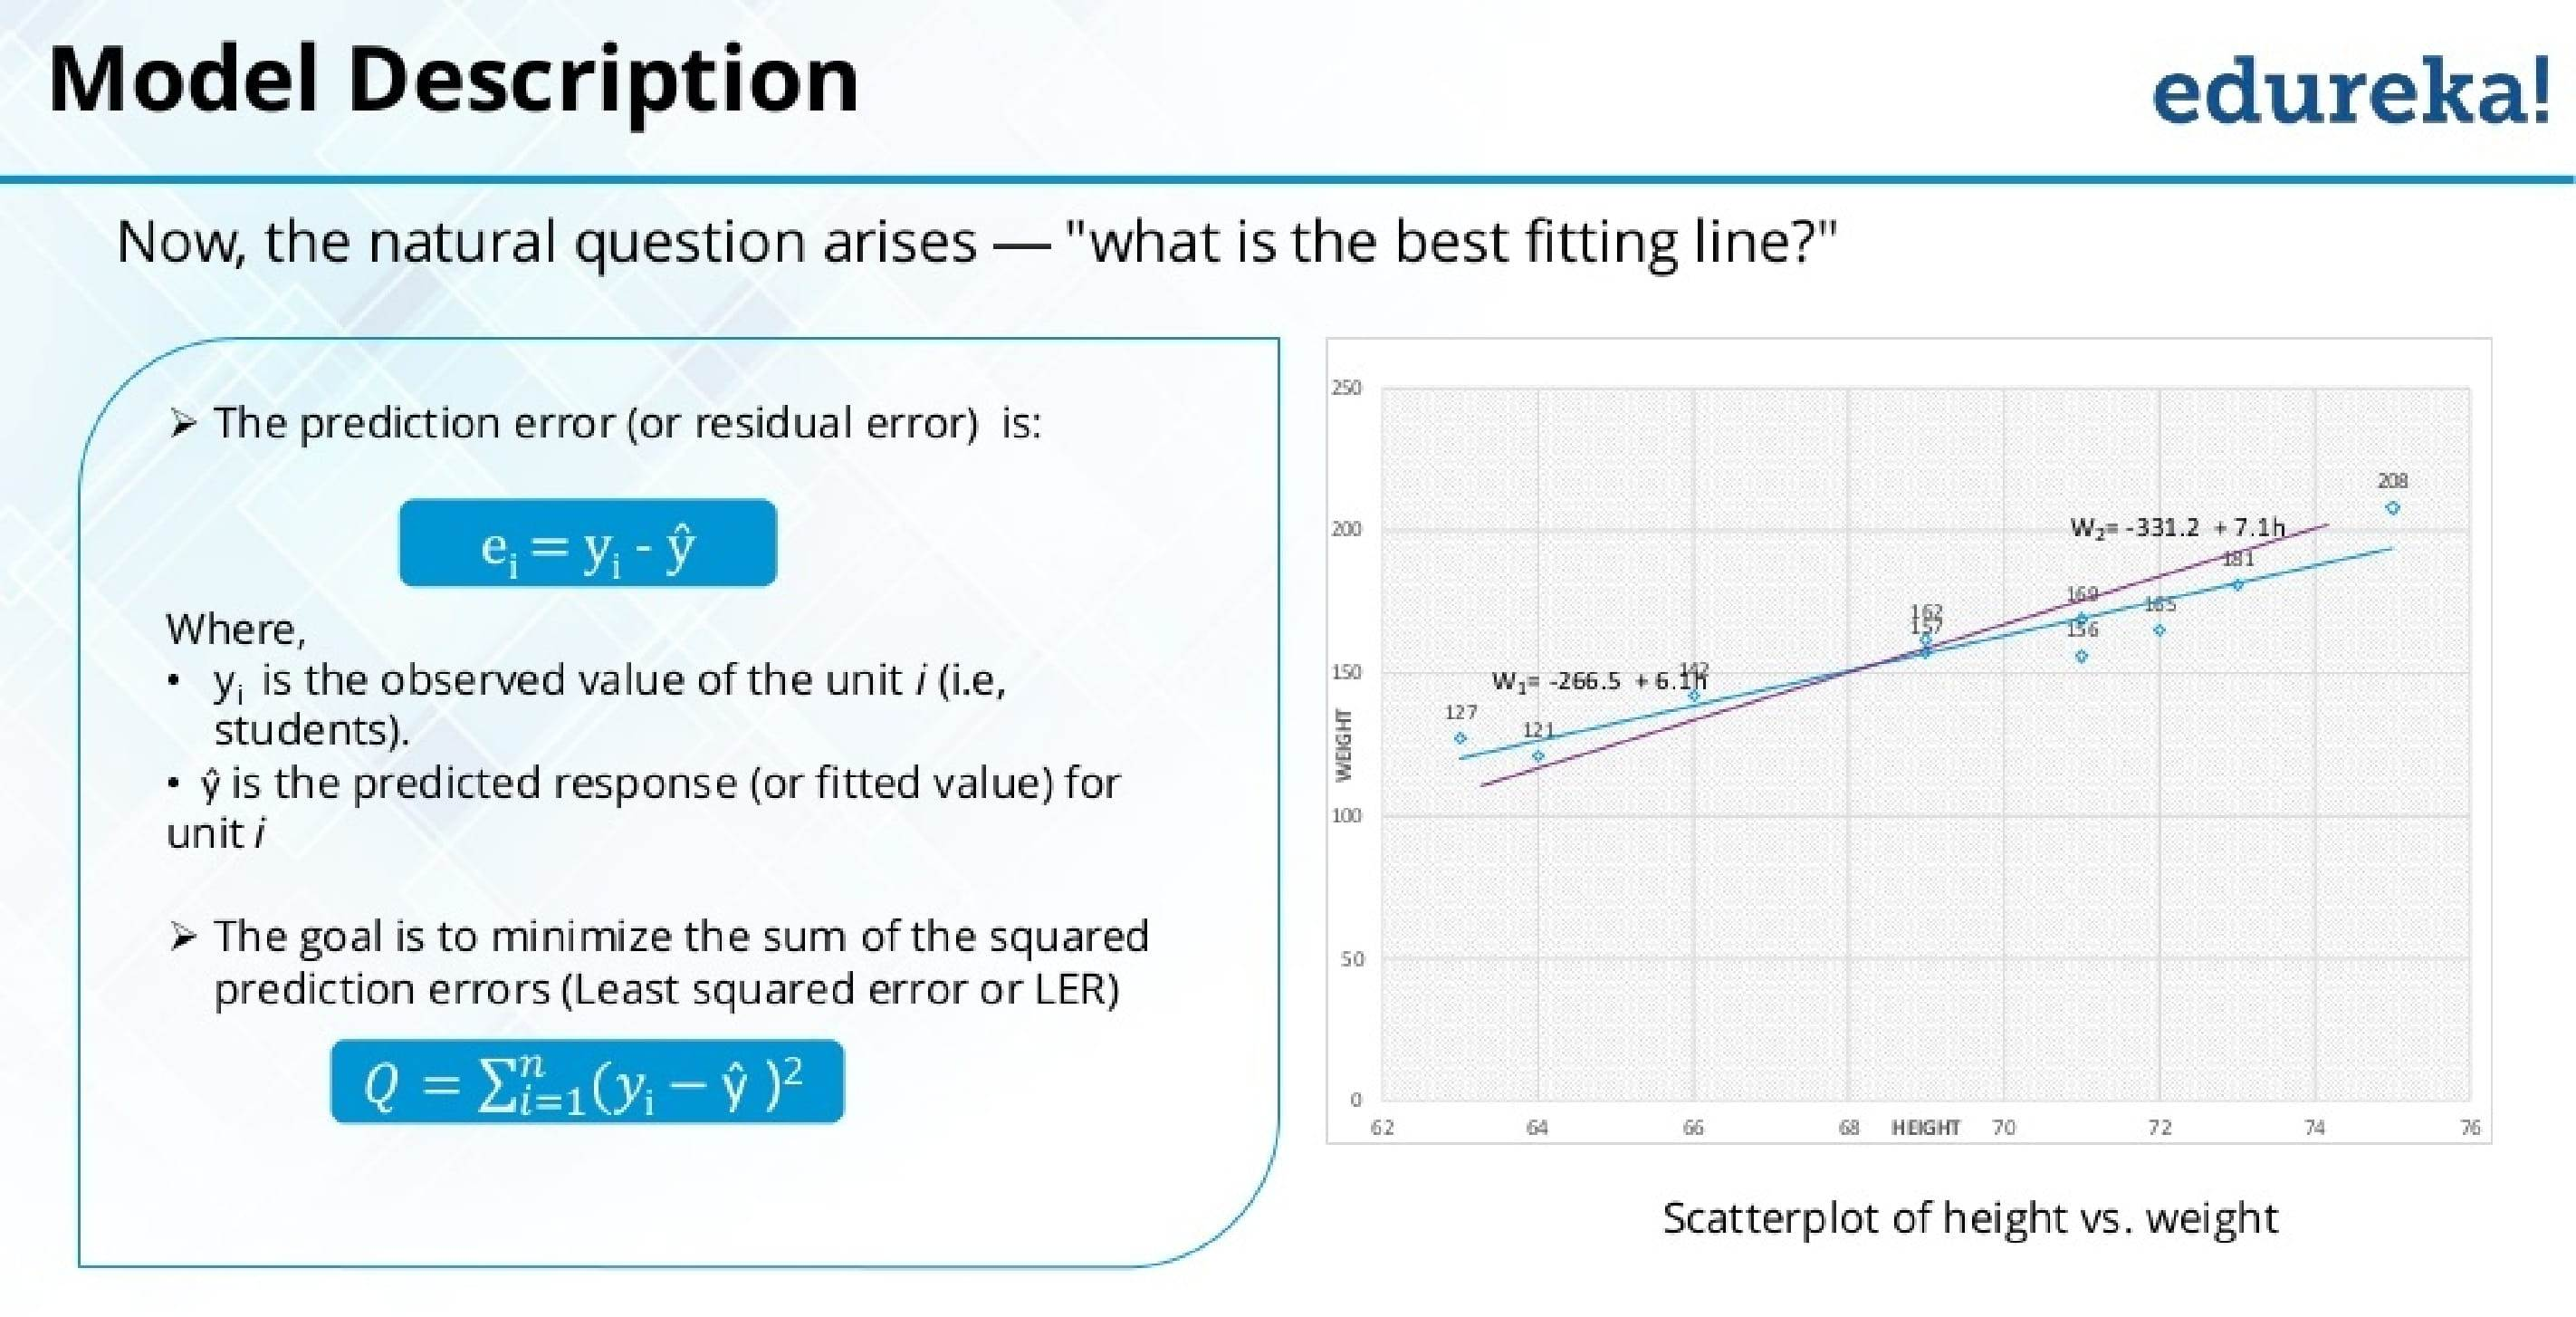 Model Description
edureka!
Now, the natural question arises — "what is the best fitting line?"
➢ The prediction error (or residual error)  is:
eᵢ = yᵢ - ŷ
Where,
• yᵢ is the observed value of the unit i (i.e,
students).
• ŷ is the predicted response (or fitted value) for
unit i
➢ The goal is to minimize the sum of the squared
prediction errors (Least squared error or LER)
Q = ∑ⁿᵢ₌₁(yᵢ − ŷ )²
250
200
150
100
50
0
WEIGHT
208
W₂= -331.2 + 7.1h
181
169
165
162
157
156
142
W₁= -266.5 + 6.1h
127
121
62 64 66 68 HEIGHT 70 72 74 76
Scatterplot of height vs. weight